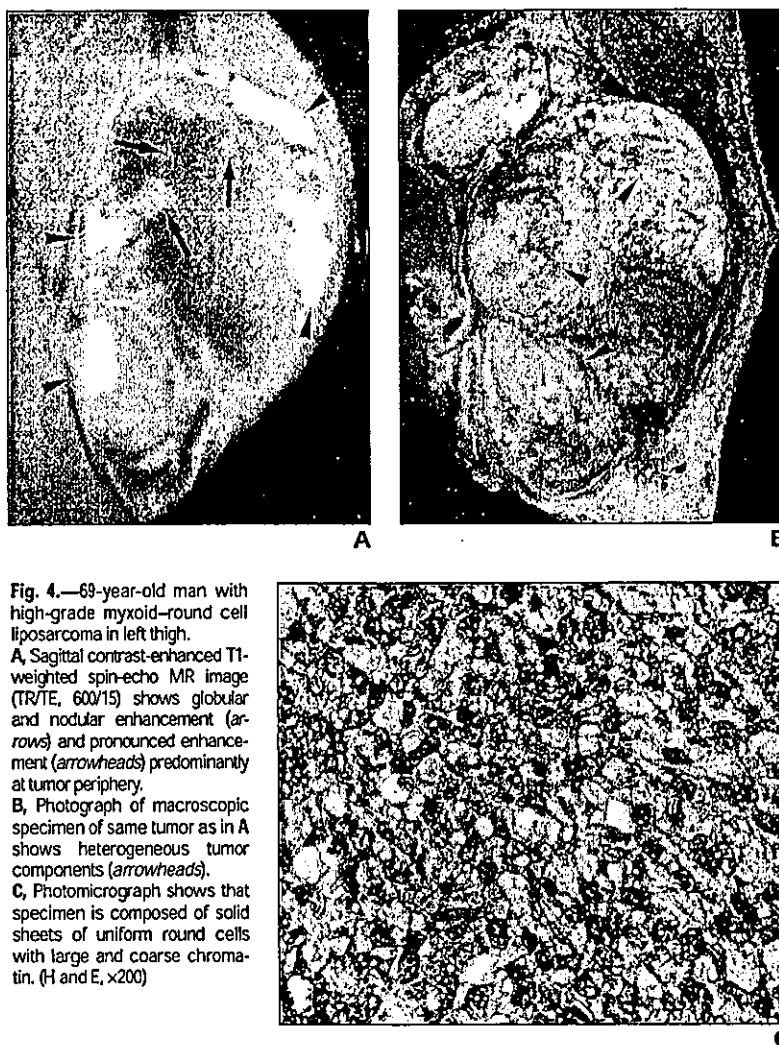 A
B
Fig. 4.—69-year-old man with
high-grade myxoid–round cell
liposarcoma in left thigh.
A, Sagittal contrast-enhanced T1-
weighted spin-echo MR image
(TR/TE, 600/15) shows globular
and nodular enhancement (ar-
rows) and pronounced enhance-
ment (arrowheads) predominantly
at tumor periphery.
B, Photograph of macroscopic
specimen of same tumor as in A
shows heterogeneous tumor
components (arrowheads).
C, Photomicrograph shows that
specimen is composed of solid
sheets of uniform round cells
with large and coarse chroma-
tin. (H and E, ×200)